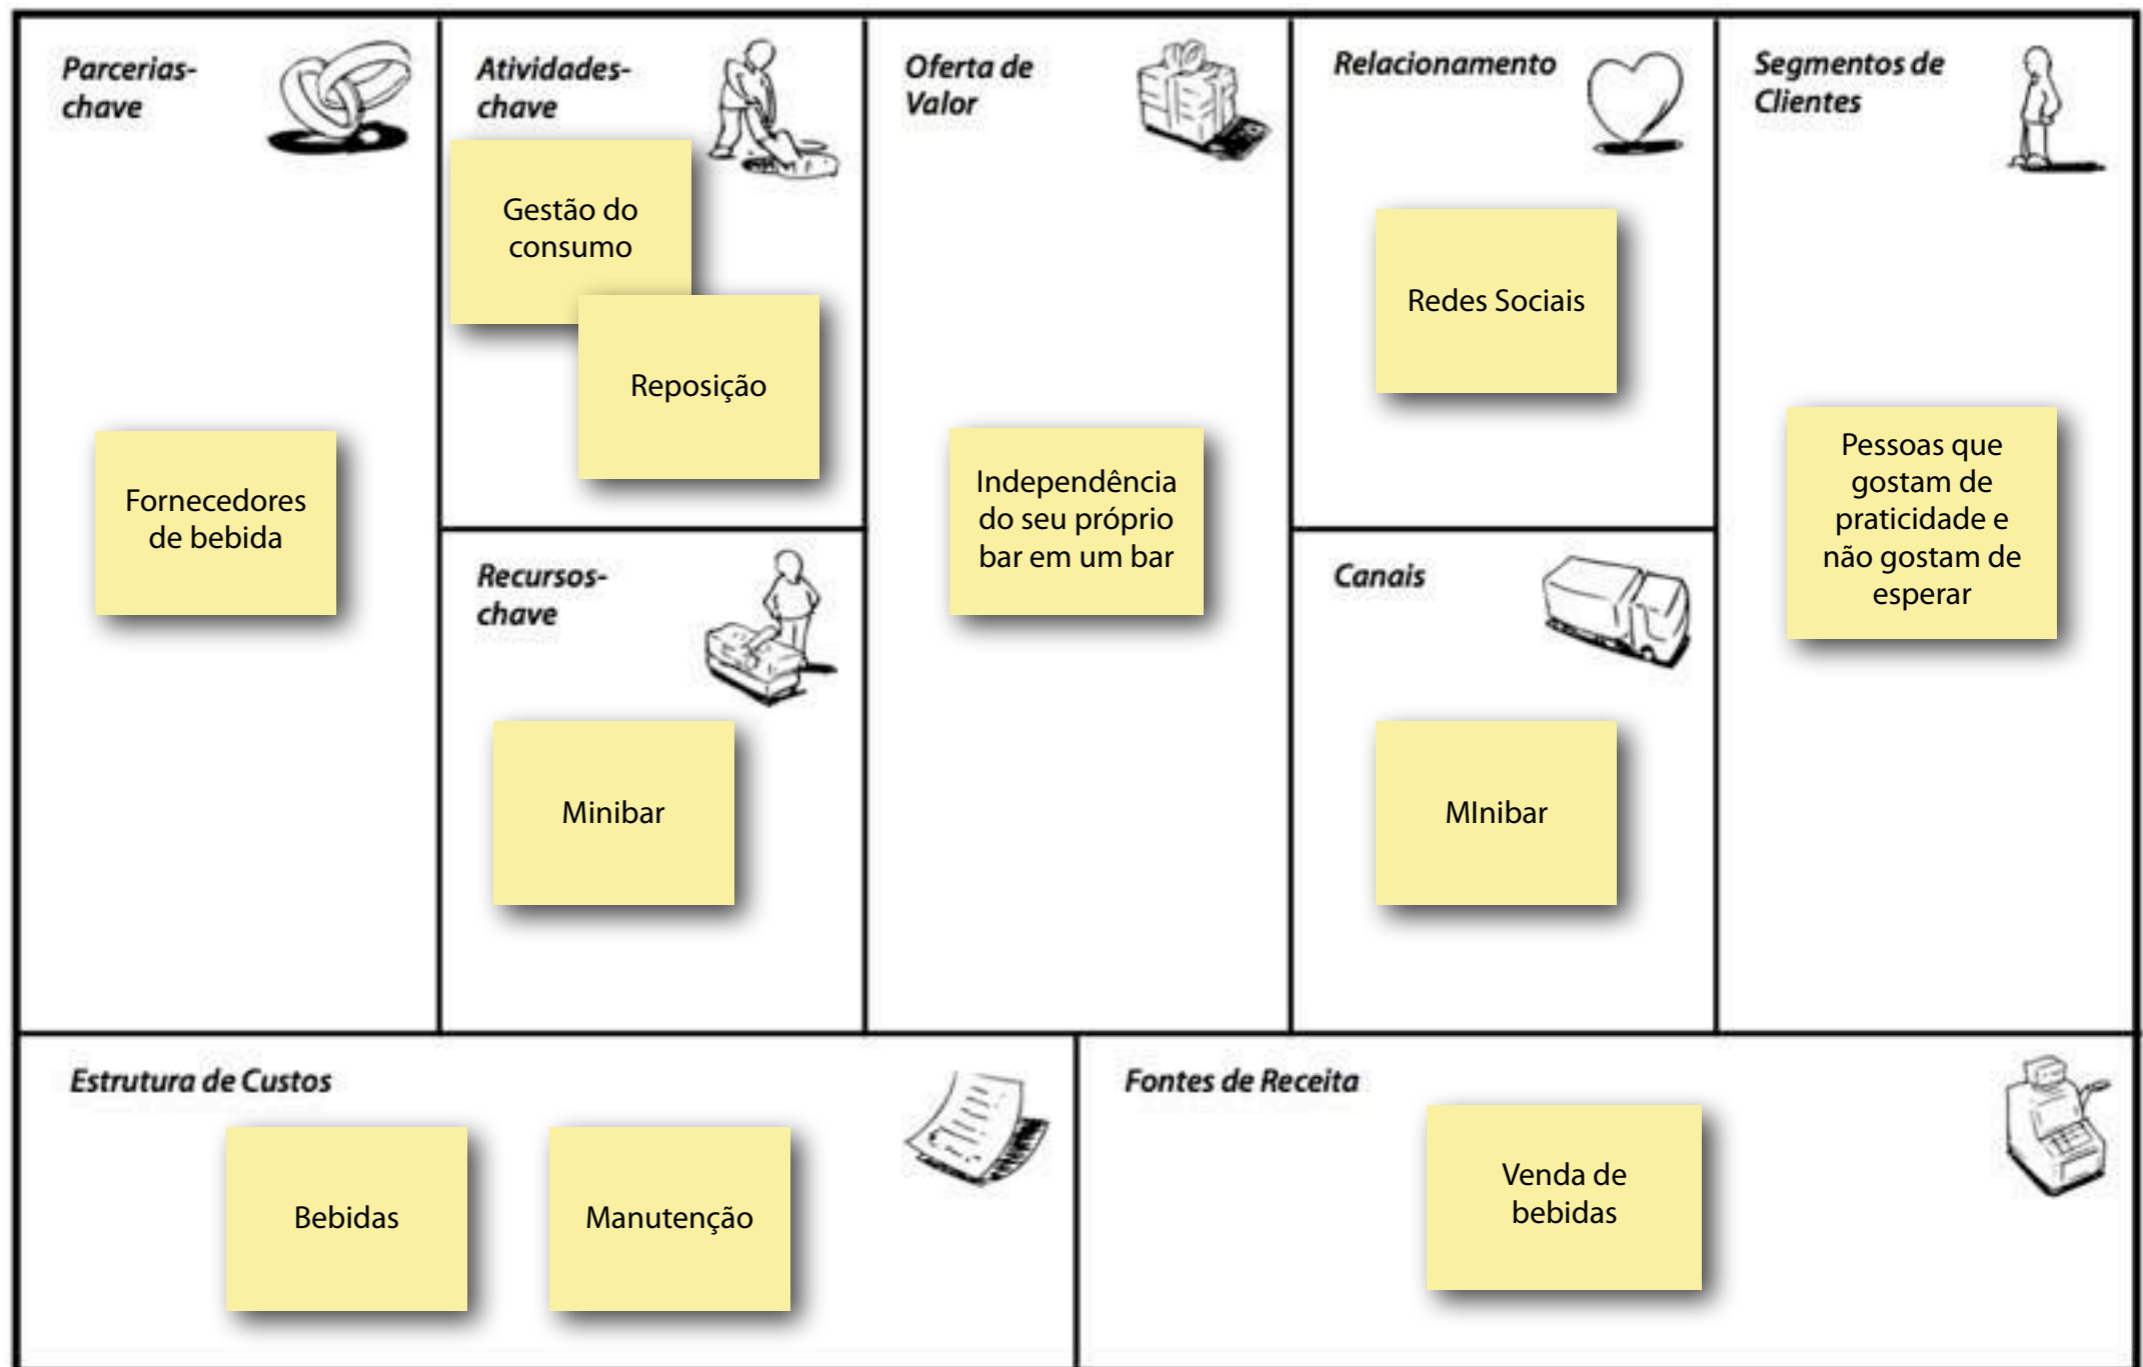 Parcerias-
chave
Fornecedores
de bebida
Atividades-
chave
Gestão do
consumo
Reposição
Recursos-
chave
Minibar
Oferta de
Valor
Independência
do seu próprio
bar em um bar
Relacionamento
Redes Sociais
Canais
MInibar
Segmentos de
Clientes
Pessoas que
gostam de
praticidade e
não gostam de
esperar
Estrutura de Custos
Bebidas
Manutenção
Fontes de Receita
Venda de
bebidas